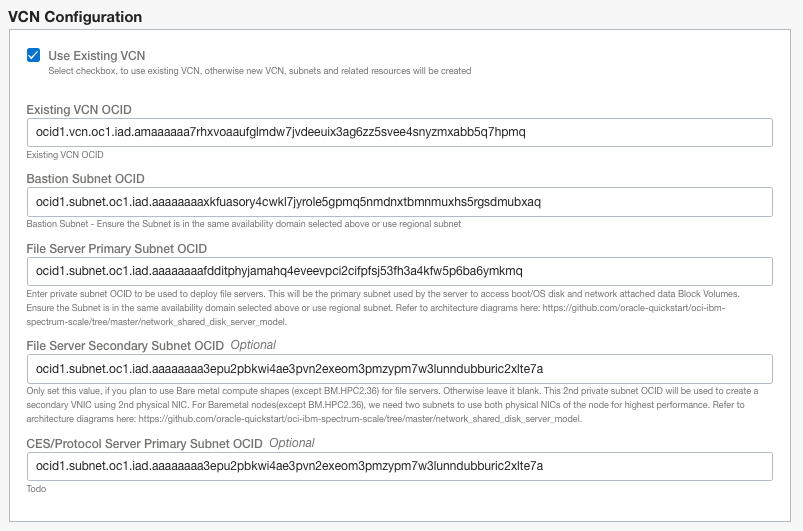 VCN Configuration
Use Existing VCN
Select checkbox, to use existing VCN, otherwise new VCN, subnets and related resources will be created
Existing VCN OCID
ocid1.vcn.oc1.iad.amaaaaaa7rhxvoaaufglmdw7jvdeeuix3ag6zz5svee4snyzmxabb5q7hpmq
Existing VCN OCID
Bastion Subnet OCID
ocid1.subnet.oc1.iad.aaaaaaaaxkfuasory4cwkl7jyrole5gpmq5nmdnxtbmnmuxhs5rgsdmubxaq
Bastion Subnet - Ensure the Subnet is in the same availability domain selected above or use regional subnet
File Server Primary Subnet OCID
ocid1.subnet.oc1.iad.aaaaaaaafdditphyjamahq4eveevpci2cifpfsj53fh3a4kfw5p6ba6ymkmq
Enter private subnet OCID to be used to deploy file servers. This will be the primary subnet used by the server to access boot/OS disk and network attached data Block Volumes.
Ensure the Subnet is in the same availability domain selected above or use regional subnet. Refer to architecture diagrams here: https://github.com/oracle-quickstart/oci-ibm-
spectrum-scale/tree/master/network_shared_disk_server_model.
File Server Secondary Subnet OCID Optional
ocid1.subnet.oc1.iad.aaaaaaaa3epu2pbkwi4ae3pvn2exeom3pmzypm7w3lunndubburic2xlte7a
Only set this value, if you plan to use Bare metal compute shapes (except BM.HPC2.36) for file servers. Otherwise leave it blank. This 2nd private subnet OCID will be used to create a
secondary VNIC using 2nd physical NIC. For Baremetal nodes(except BM.HPC2.36), we need two subnets to use both physical NICs of the node for highest performance. Refer to
architecture diagrams here: https://github.com/oracle-quickstart/oci-ibm-spectrum-scale/tree/master/network_shared_disk_server_model.
CES/Protocol Server Primary Subnet OCID Optional
ocid1.subnet.oc1.iad.aaaaaaaa3epu2pbkwi4ae3pvn2exeom3pmzypm7w3lunndubburic2xlte7a
Todo